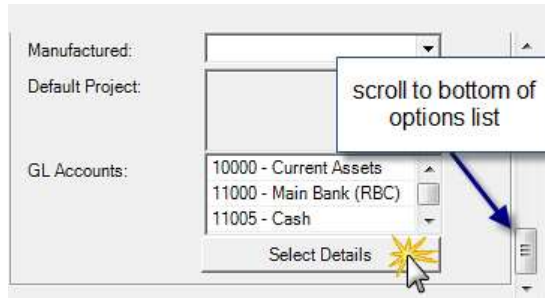 Manufactured:
Default Project:
scroll to bottom of
options list
GL Accounts:
10000 - Current Assets
11000 - Main Bank (RBC)
11005 - Cash
Select Details